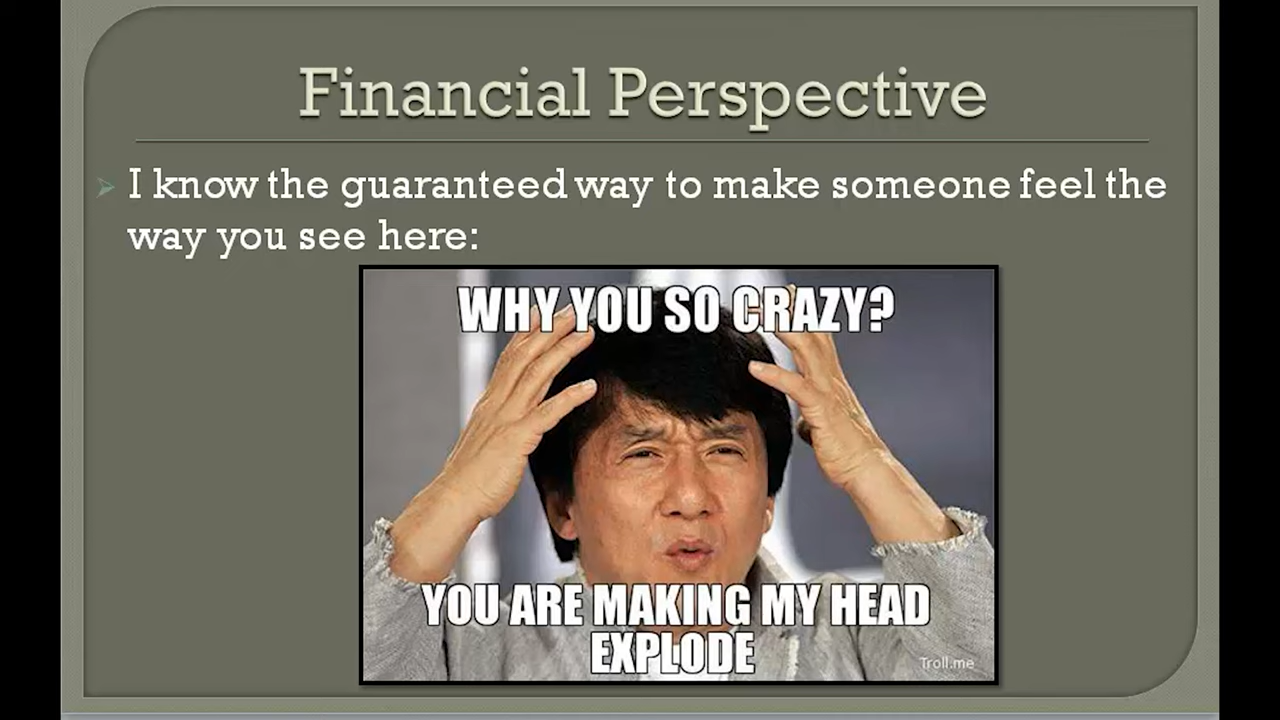 Financial Perspective
I know the guaranteed way to make someone feel the
way you see here:
WHY YOU SO CRAZY?
YOU ARE MAKING MY HEAD
EXPLODE
Troll.me